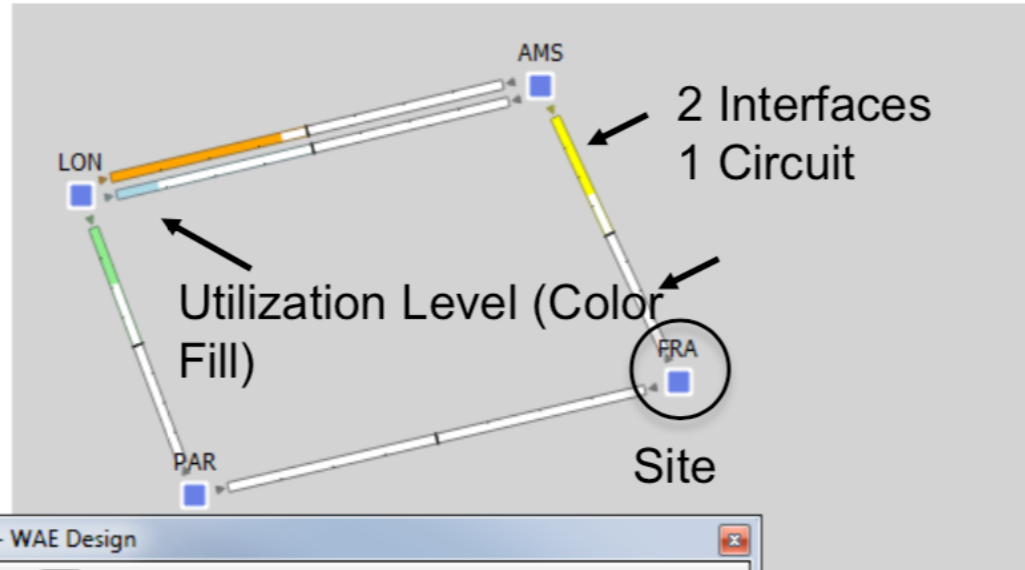 AMS
2 Interfaces
1 Circuit
LON
Utilization Level (Color
Fill)
FRA
Site
PAR
- WAE Design